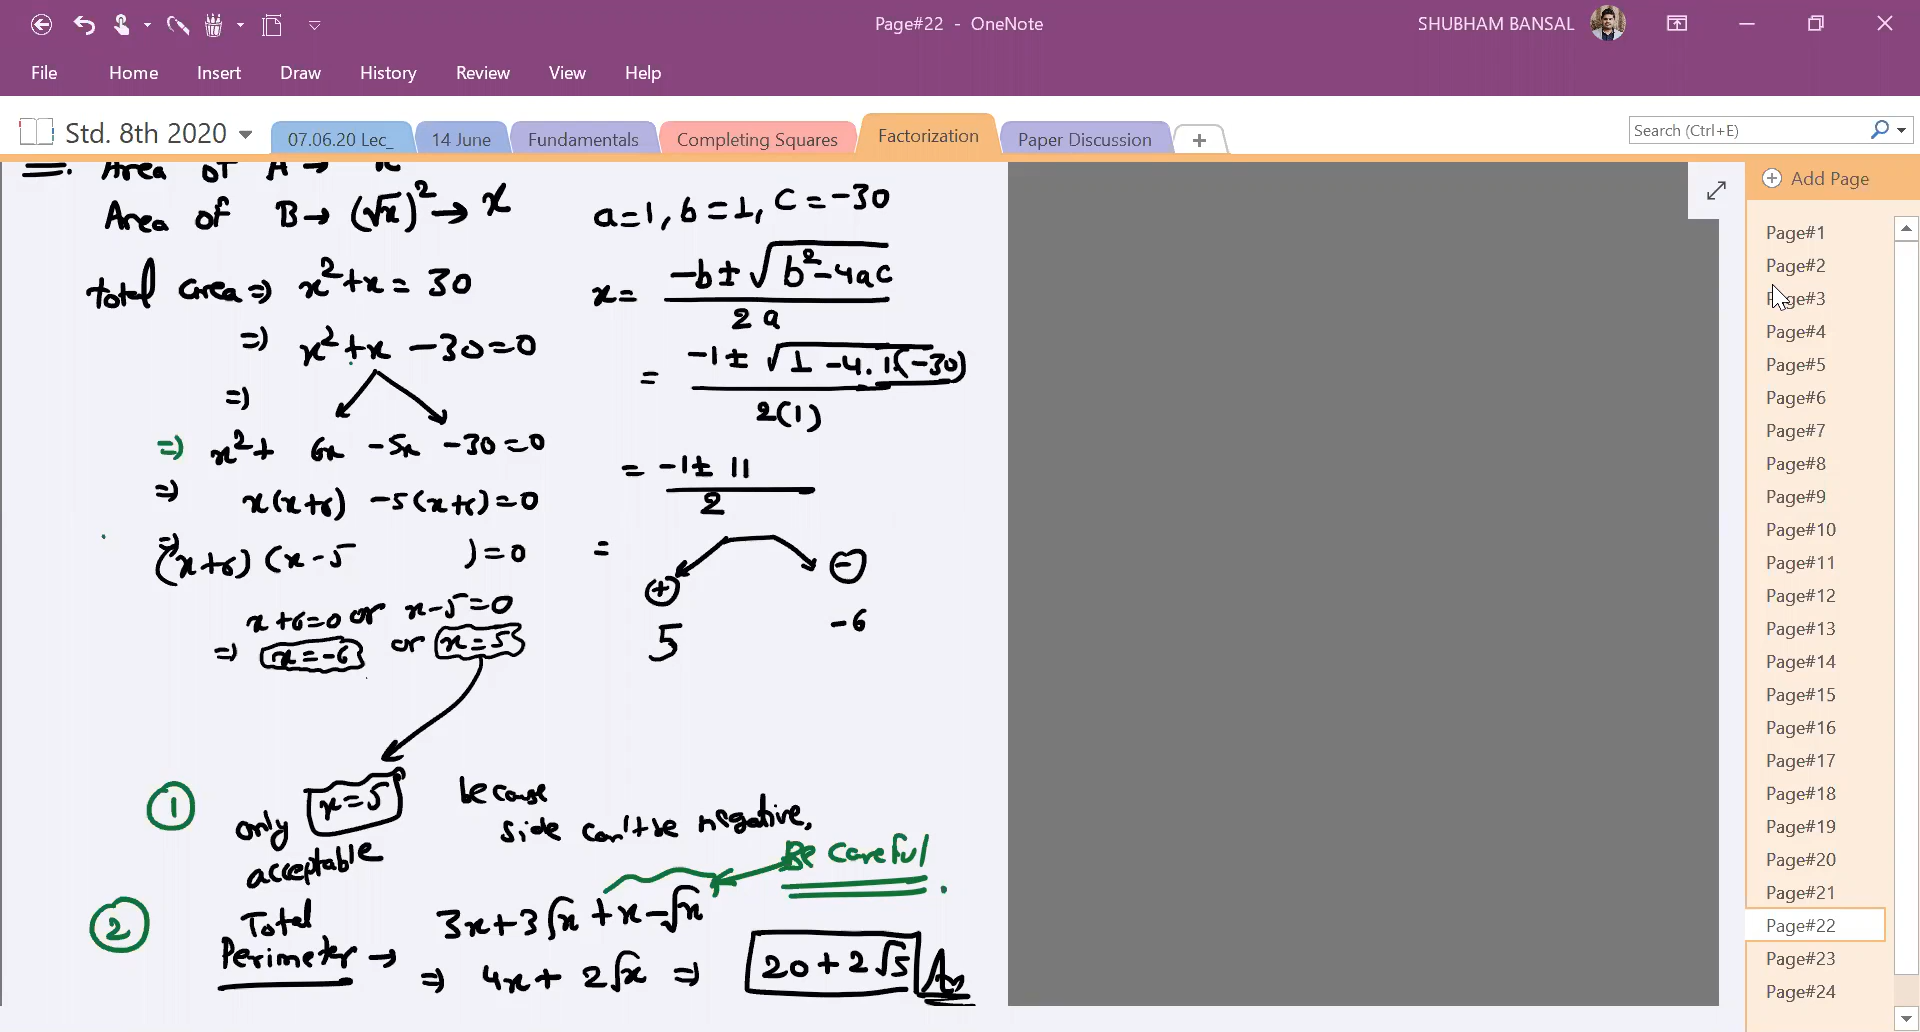 Page#22 - OneNote
SHUBHAM BANSAL
File Home Insert Draw History Review View Help
Std. 8th 2020
07.06.20 Lec_
14 June
Fundamentals
Completing Squares
Factorization
Paper Discussion
+
Search (Ctrl+E)
Area of A →
Area of B → (√x)² → x
total area ⇒ x²+x = 30
⇒ x²+x -30=0
⇒
⇒ x²+ 6x -5x -30=0
⇒ x(x+6) -5(x+6)=0
⇒ (x+6) (x-5 )=0
x+6=0 or x-5=0
⇒ x=-6 or x=5
a=1, b=1, C=-30
x= -b±√b²-4ac
2a
= -1±√1-4.1(-30)
2(1)
= -1±11
2
=
+ -
5 -6
1 only x=5 because
acceptable side can't be negative,
Be careful.
2 Total Perimeter → 3x+3√x +x-√x
⇒ 4x+2√x ⇒ 20+2√5 An
Add Page
Page#1
Page#2
Page#3
Page#4
Page#5
Page#6
Page#7
Page#8
Page#9
Page#10
Page#11
Page#12
Page#13
Page#14
Page#15
Page#16
Page#17
Page#18
Page#19
Page#20
Page#21
Page#22
Page#23
Page#24